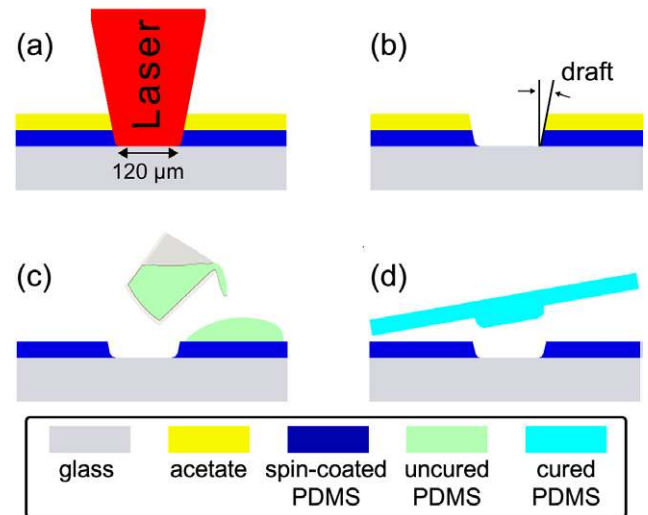 (a)
Laser
120 µm
(b)
draft
(c)
(d)
glass
acetate
spin-coated
PDMS
uncured
PDMS
cured
PDMS